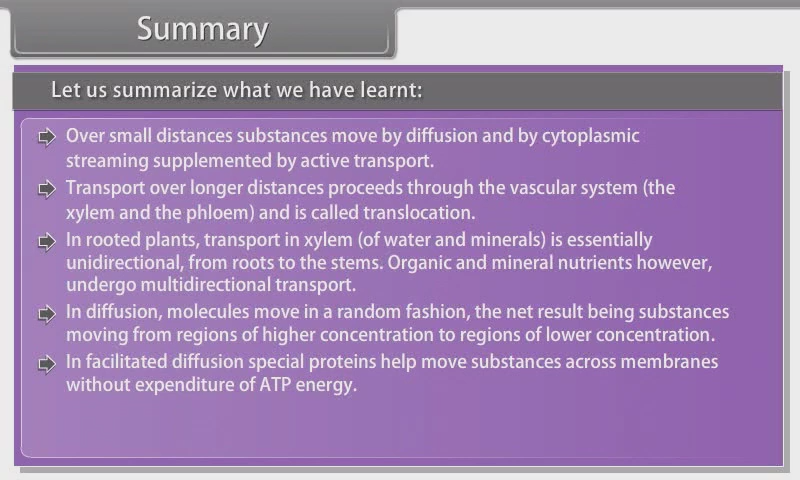 Summary
Let us summarize what we have learnt:
Over small distances substances move by diffusion and by cytoplasmic
streaming supplemented by active transport.
Transport over longer distances proceeds through the vascular system (the
xylem and the phloem) and is called translocation.
In rooted plants, transport in xylem (of water and minerals) is essentially
unidirectional, from roots to the stems. Organic and mineral nutrients however,
undergo multidirectional transport.
In diffusion, molecules move in a random fashion, the net result being substances
moving from regions of higher concentration to regions of lower concentration.
In facilitated diffusion special proteins help move substances across membranes
without expenditure of ATP energy.